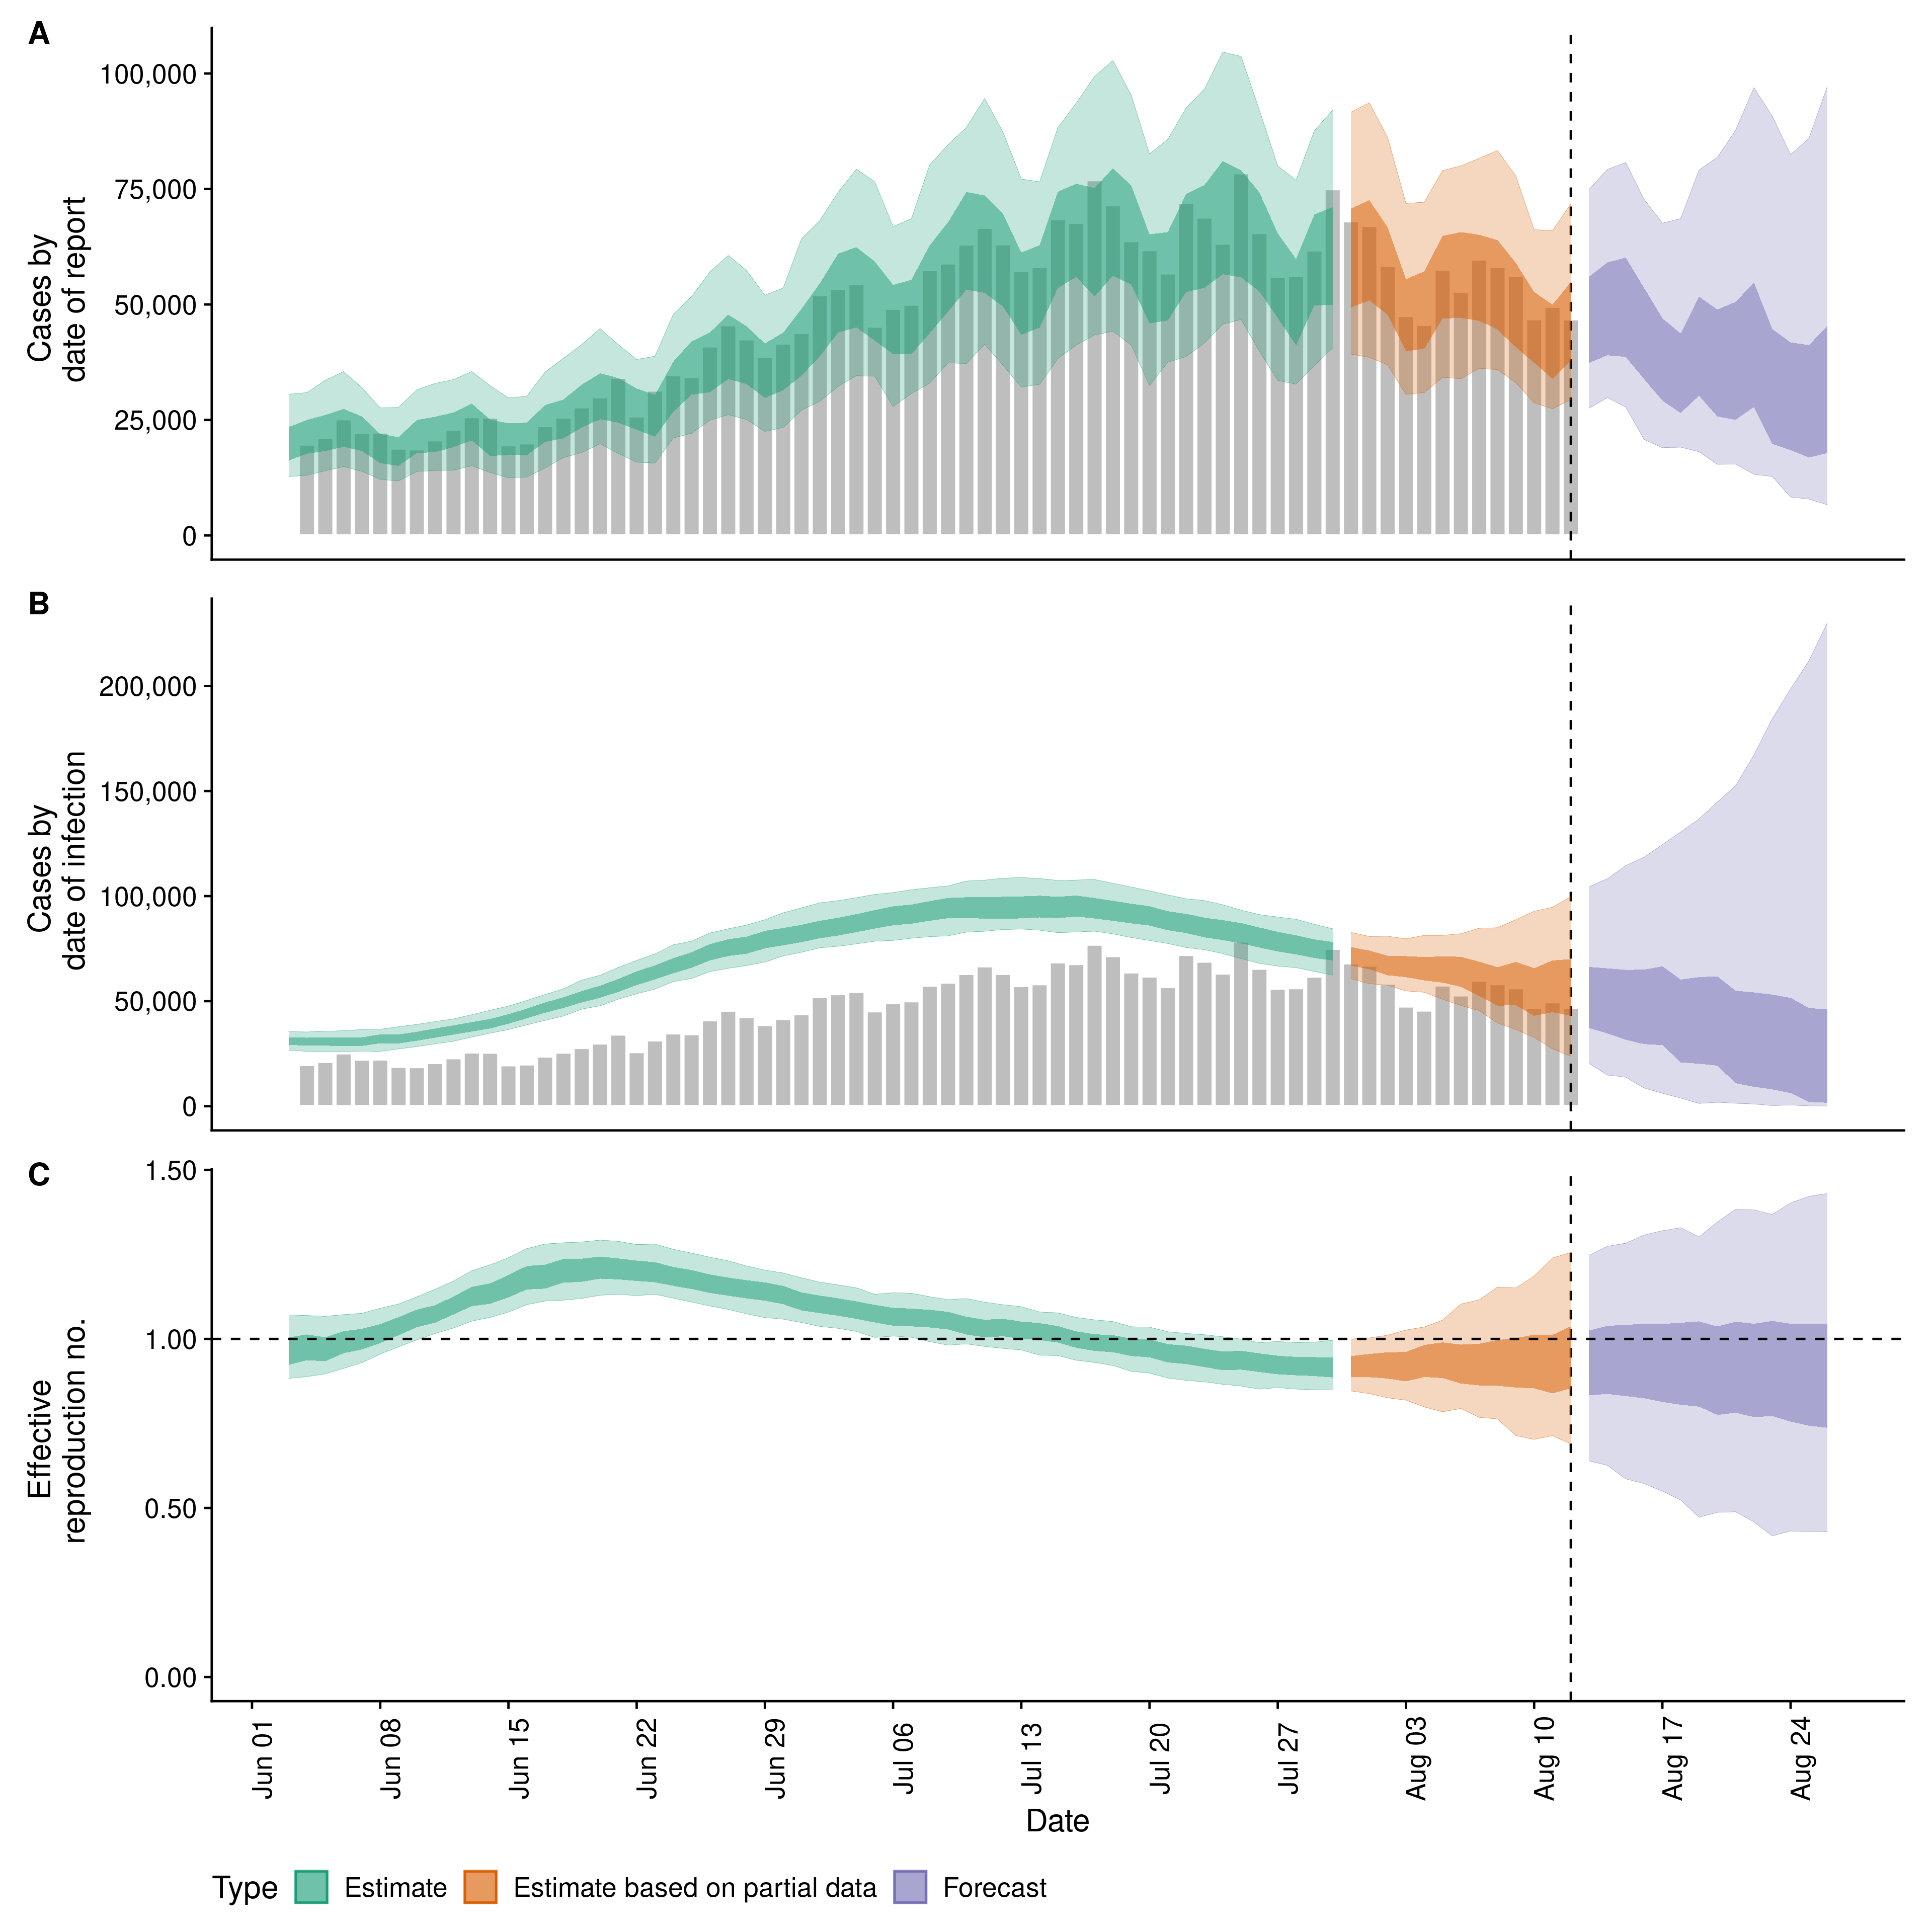 A
Cases by
date of report
100,000
75,000
50,000
25,000
0
B
Cases by
date of infection
200,000
150,000
100,000
50,000
0
C
Effective
reproduction no.
1.50
1.00
0.50
0.00
Jun 01
Jun 08
Jun 15
Jun 22
Jun 29
Jul 06
Jul 13
Jul 20
Jul 27
Aug 03
Aug 10
Aug 17
Aug 24
Date
Type Estimate Estimate based on partial data Forecast